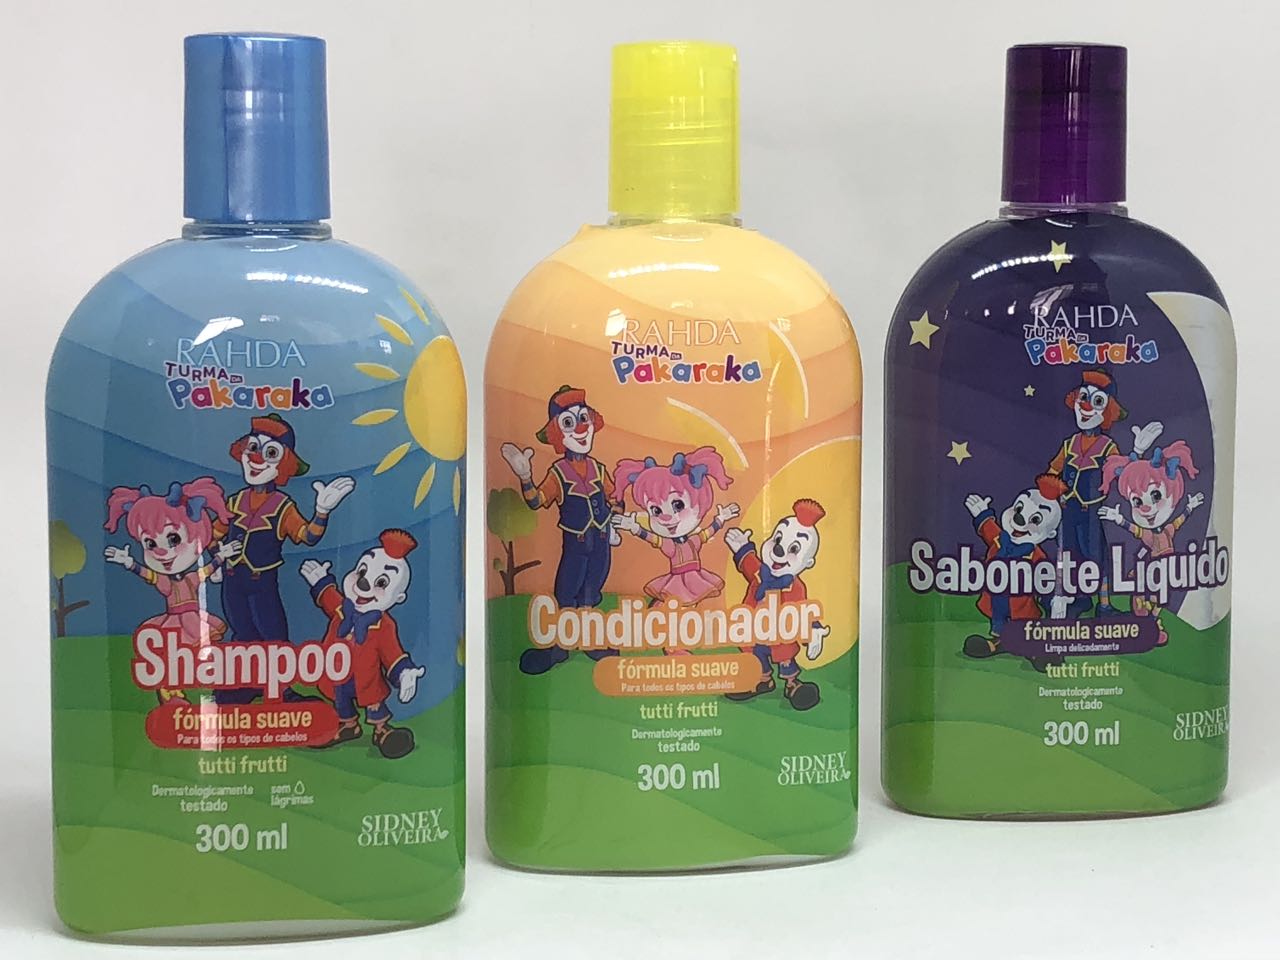 RAHDA
TURMA DA
Pakaraka
Shampoo
fórmula suave
Para todos os tipos de cabelos
tutti frutti
Dermatologicamente
testado
sem
lágrimas
300 ml
SIDNEY
OLIVEIRA
RAHDA
TURMA DA
Pakaraka
Condicionador
fórmula suave
Para todos os tipos de cabelos
tutti frutti
Dermatologicamente
testado
300 ml
SIDNEY
OLIVEIRA
RAHDA
TURMA DA
Pakaraka
Sabonete Líquido
fórmula suave
Limpa delicadamente
tutti frutti
Dermatologicamente
testado
300 ml
SIDNEY
OLIVEIRA